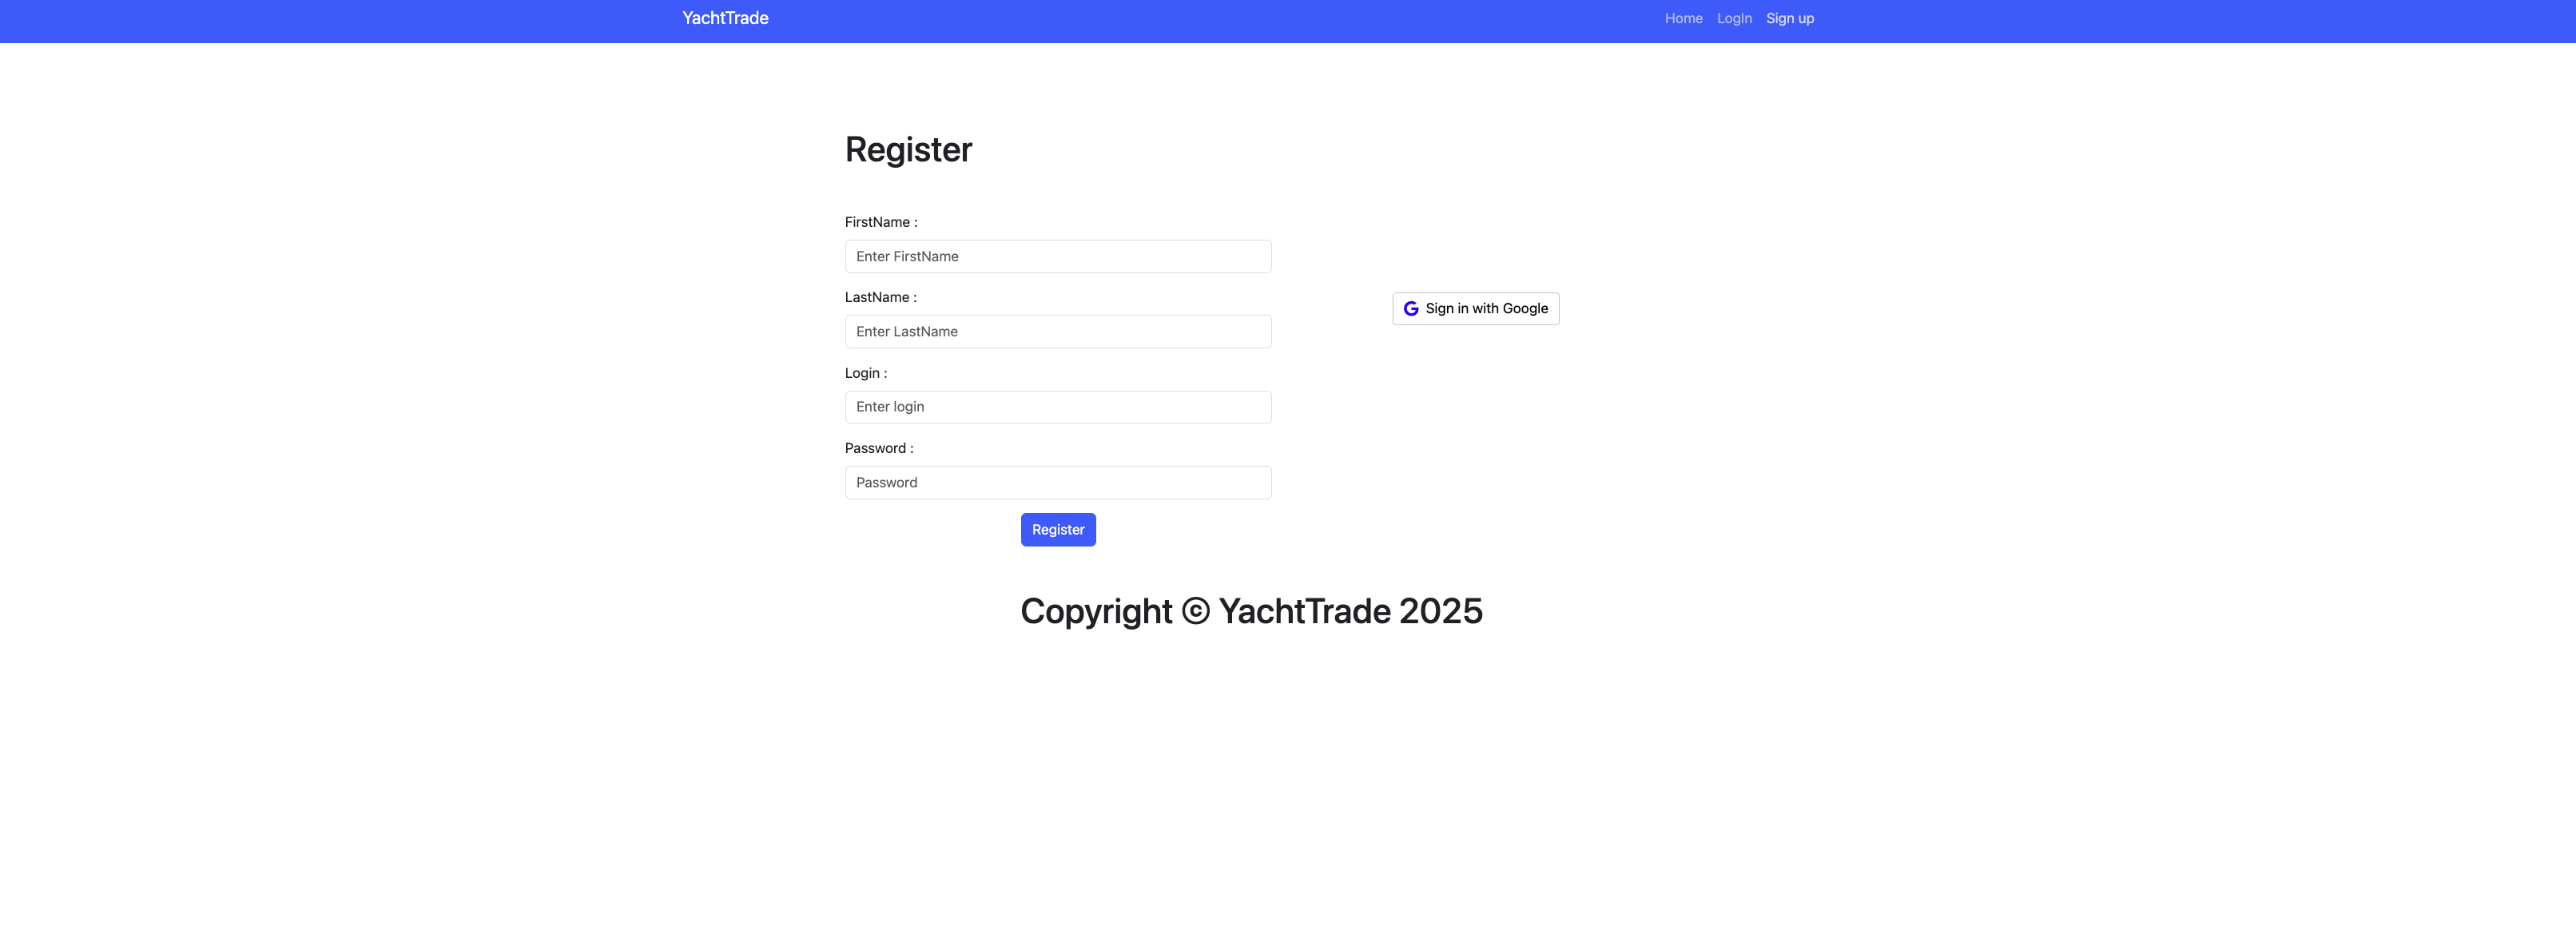 YachtTrade
Home LogIn Sign up
Register
FirstName :
Enter FirstName
LastName :
Enter LastName
Login :
Enter login
Password :
Password
Register
Sign in with Google
Copyright © YachtTrade 2025